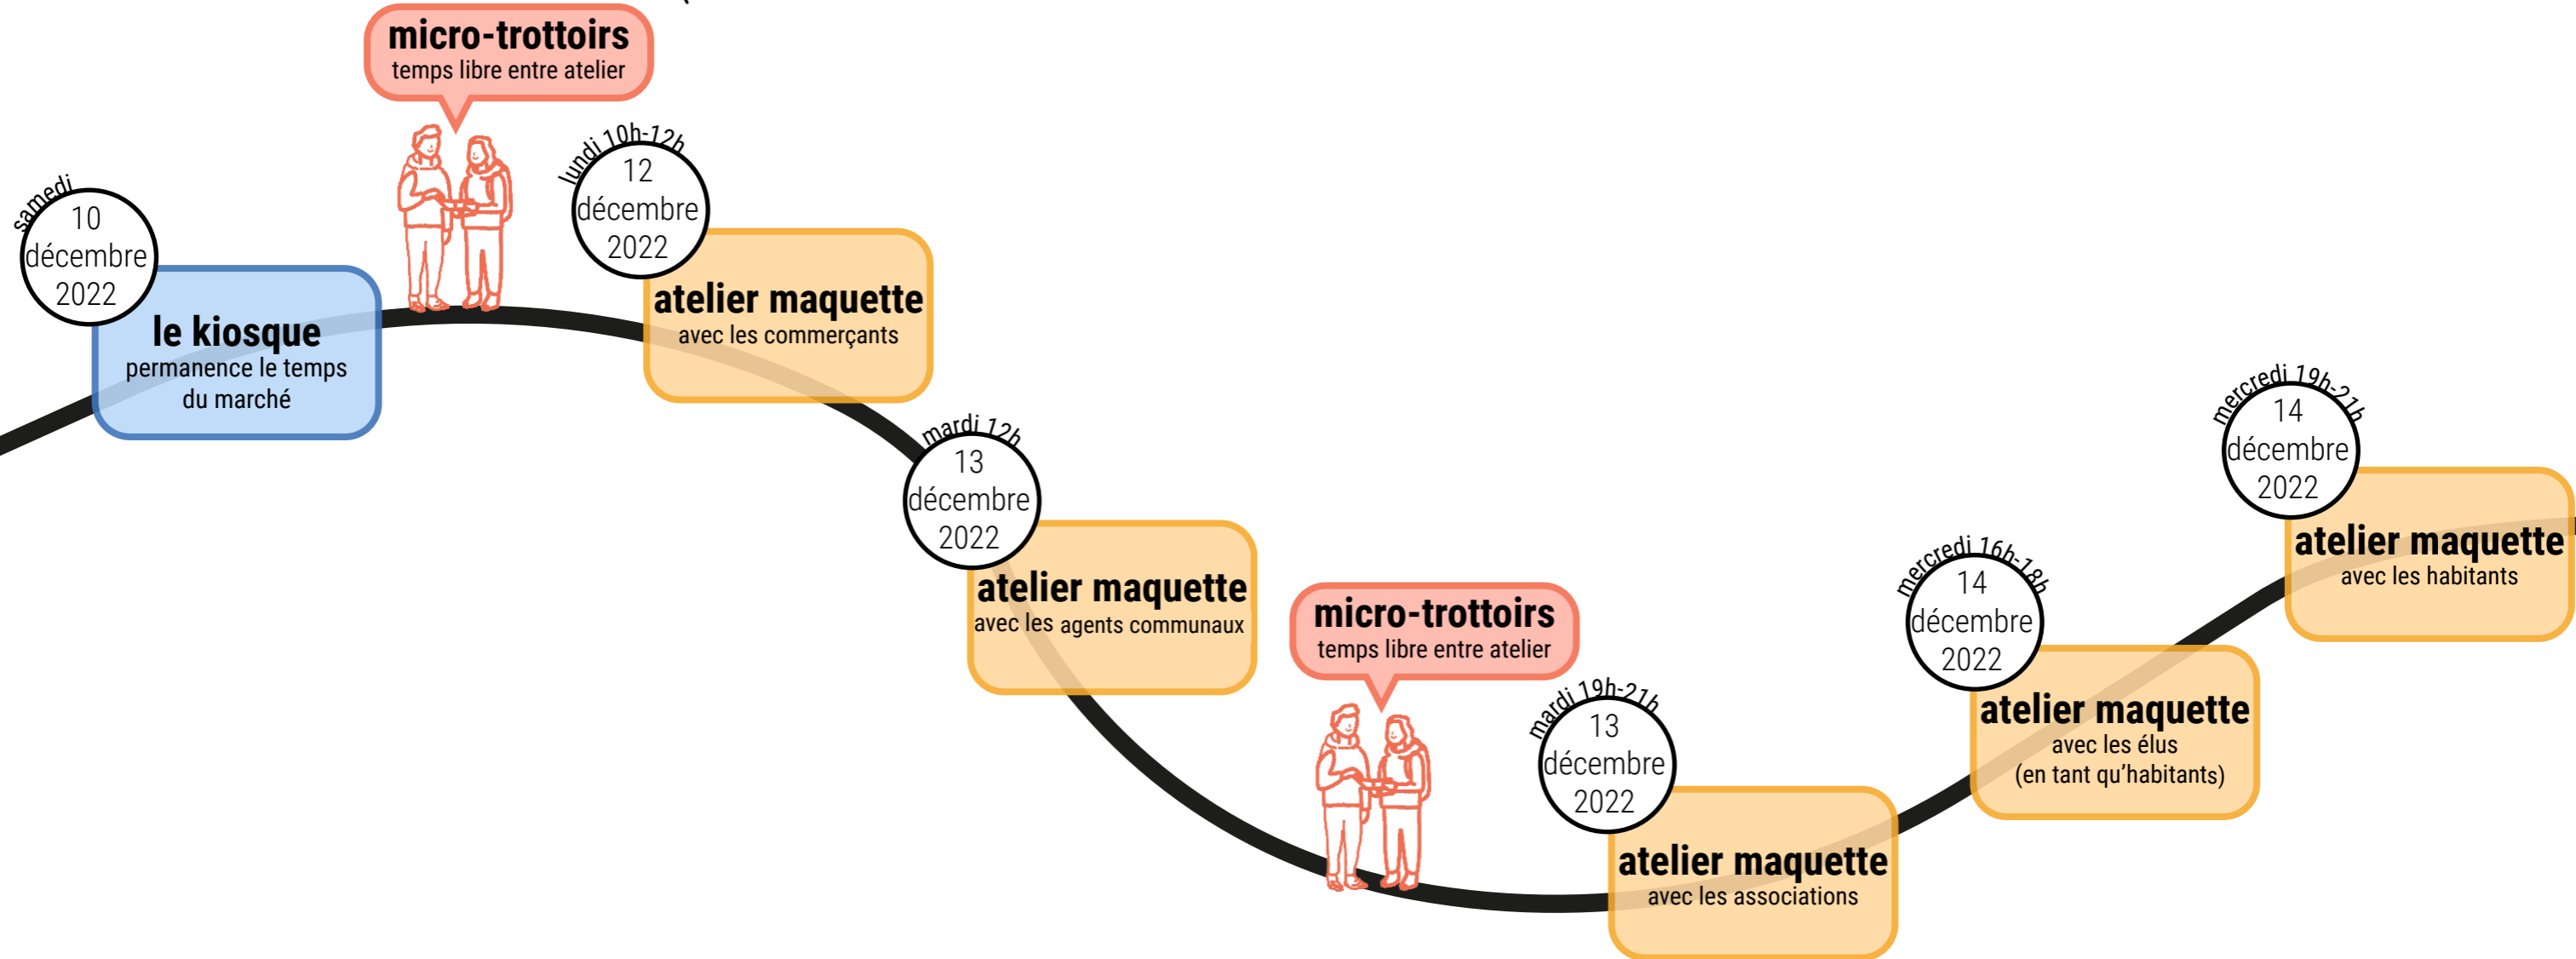 micro-trottoirs
temps libre entre atelier
samedi
10
décembre
2022
le kiosque
permanence le temps
du marché
lundi 10h-12h
12
décembre
2022
atelier maquette
avec les commerçants
mardi 12h
13
décembre
2022
atelier maquette
avec les agents communaux
micro-trottoirs
temps libre entre atelier
mardi 19h-21h
13
décembre
2022
atelier maquette
avec les associations
mercredi 16h-18h
14
décembre
2022
atelier maquette
avec les élus
(en tant qu'habitants)
mercredi 19h-21h
14
décembre
2022
atelier maquette
avec les habitants